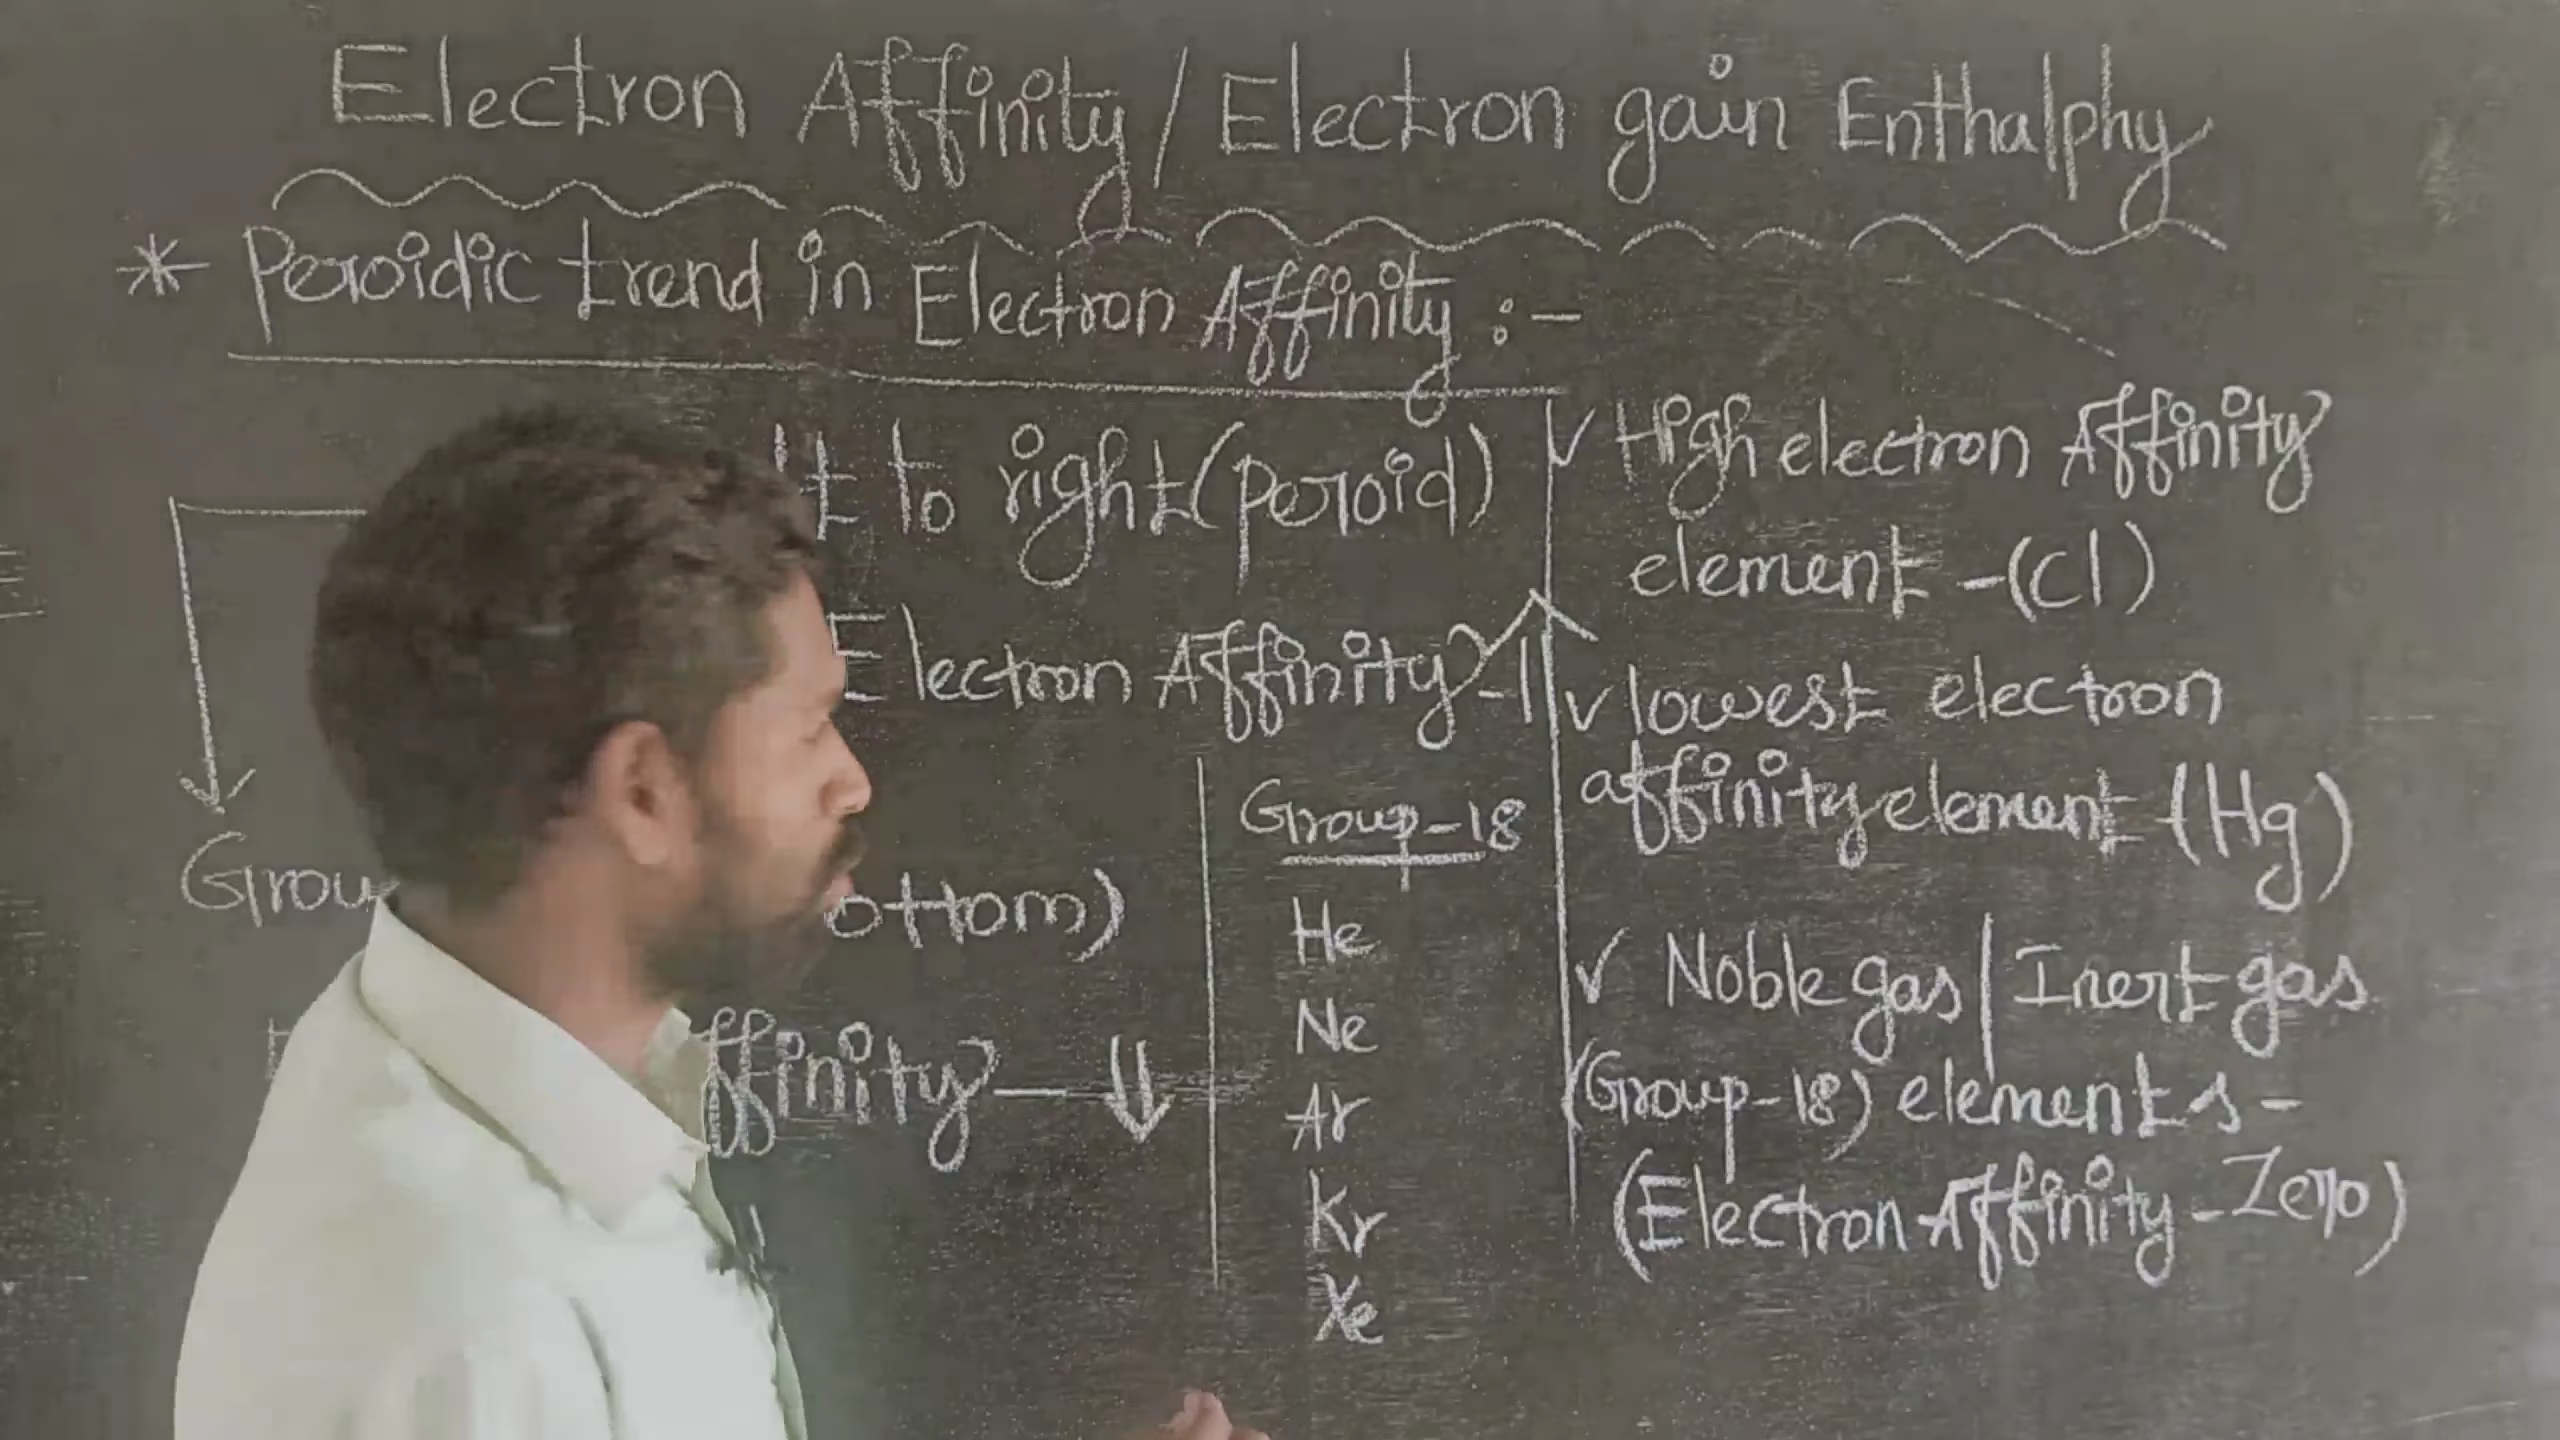 Electron Affinity / Electron gain Enthalphy
* Peroidic trend in Electron Affinity :-
t to right (peroid)
Electron Affinity -
Grou ottom)
ffinity —
Group-18
He
Ne
Ar
Kr
Xe
✓ High electron Affinity
element -(Cl)
✓ lowest electron
affinity element (Hg)
✓ Noble gas | Inert gas
(Group-18) elements -
(Electron Affinity - Zero)